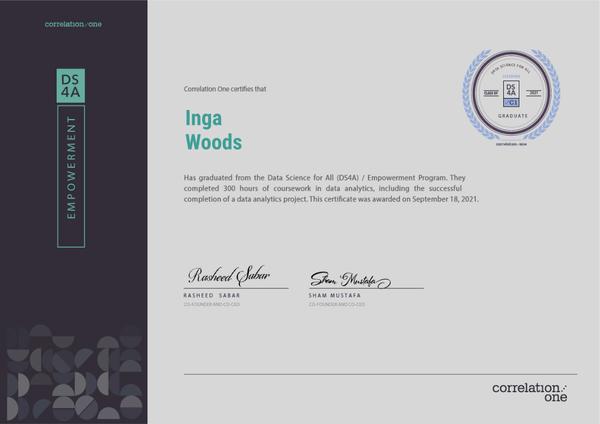 correlation one
DS
4A
EMPOWERMENT
Correlation One certifies that
Inga
Woods
Has graduated from the Data Science for All (DS4A) / Empowerment Program. They
completed 300 hours of coursework in data analytics, including the successful
completion of a data analytics project. This certificate was awarded on September 18, 2021.
DATA SCIENCE FOR ALL
CLASS OF
DS
4A
C1
2021
GRADUATE
Rasheed Sabar
RASHEED SABAR
CO-FOUNDER AND CO-CEO
Sham Mustafa
SHAM MUSTAFA
CO-FOUNDER AND CO-CEO
correlation
one